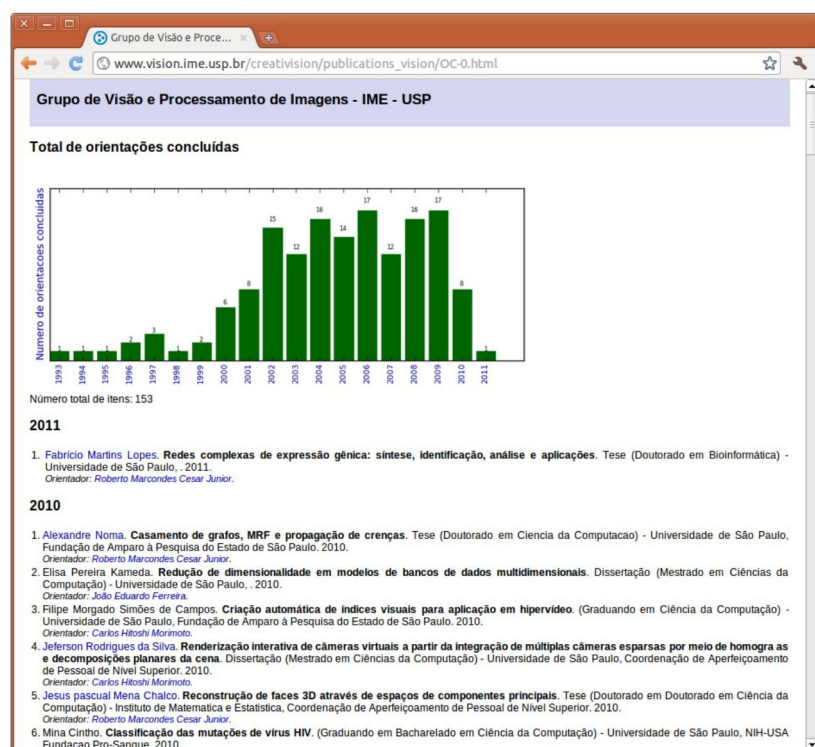 Grupo de Visão e Proce...
www.vision.ime.usp.br/creativision/publications_vision/OC-0.html
Grupo de Visão e Processamento de Imagens - IME - USP
Total de orientações concluídas
Numero de orientacoes concluidas
1 1 1 2 3 1 2 6 8 15 12 16 14 17 12 16 17 8 1
1993 1994 1995 1996 1997 1998 1999 2000 2001 2002 2003 2004 2005 2006 2007 2008 2009 2010 2011
Número total de itens: 153
2011
1. Fabrício Martins Lopes. Redes complexas de expressão gênica: síntese, identificação, análise e aplicações. Tese (Doutorado em Bioinformática) -
Universidade de São Paulo, . 2011.
Orientador: Roberto Marcondes Cesar Junior.
2010
1. Alexandre Noma. Casamento de grafos, MRF e propagação de crenças. Tese (Doutorado em Ciencia da Computacao) - Universidade de São Paulo,
Fundação de Amparo à Pesquisa do Estado de São Paulo. 2010.
Orientador: Roberto Marcondes Cesar Junior.
2. Elisa Pereira Kameda. Redução de dimensionalidade em modelos de bancos de dados multidimensionais. Dissertação (Mestrado em Ciências da
Computação) - Universidade de São Paulo, . 2010.
Orientador: João Eduardo Ferreira.
3. Filipe Morgado Simões de Campos. Criação automática de índices visuais para aplicação em hipervídeo. (Graduando em Ciência da Computação) -
Universidade de São Paulo, Fundação de Amparo à Pesquisa do Estado de São Paulo. 2010.
Orientador: Carlos Hitoshi Morimoto.
4. Jeferson Rodrigues da Silva. Renderização interativa de câmeras virtuais a partir da integração de múltiplas câmeras esparsas por meio de homogra as
e decomposições planares da cena. Dissertação (Mestrado em Ciências da Computação) - Universidade de São Paulo, Coordenação de Aperfeiçoamento
de Pessoal de Nível Superior. 2010.
Orientador: Carlos Hitoshi Morimoto.
5. Jesus pascual Mena Chalco. Reconstrução de faces 3D através de espaços de componentes principais. Tese (Doutorado em Doutorado em Ciência da
Computação) - Instituto de Matematica e Estatistica, Coordenação de Aperfeiçoamento de Pessoal de Nível Superior. 2010.
Orientador: Roberto Marcondes Cesar Junior.
6. Mina Cintho. Classificação das mutações de vírus HIV. (Graduando em Bacharelado em Ciência da Computação) - Universidade de São Paulo, NIH-USA
Fundacao Pro-Sangue. 2010.